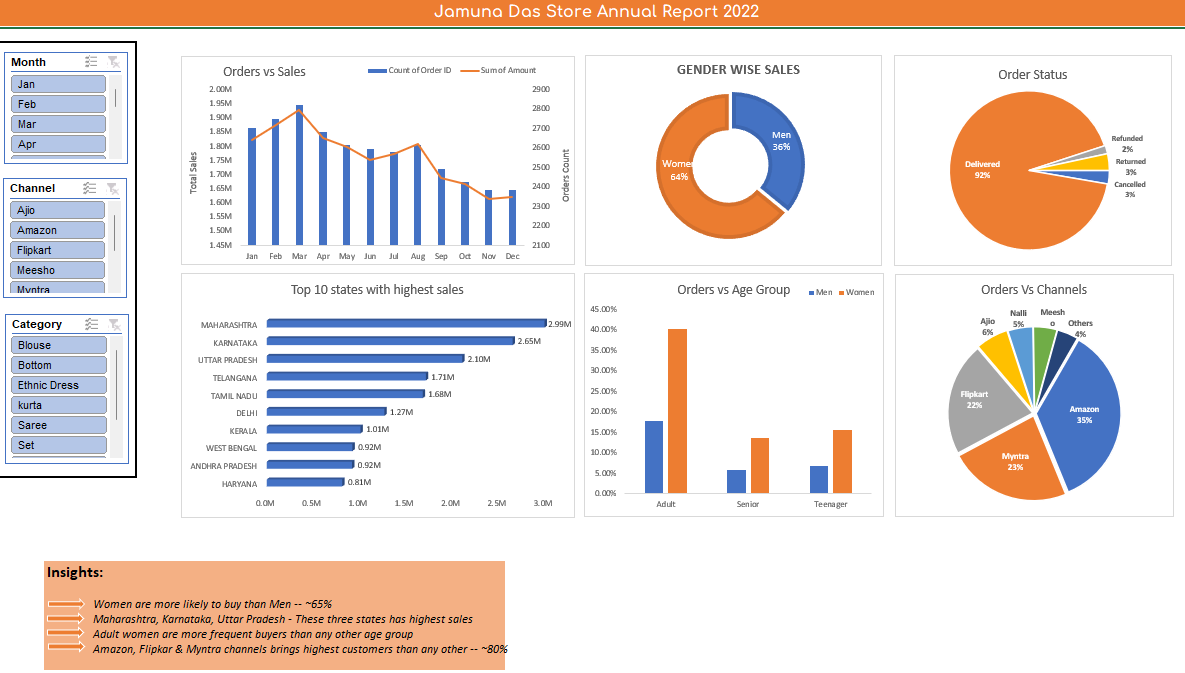 Jamuna Das Store Annual Report 2022
Month
Jan
Feb
Mar
Apr
Channel
Ajio
Amazon
Flipkart
Meesho
Myntra
Category
Blouse
Bottom
Ethnic Dress
kurta
Saree
Set
Orders vs Sales
Count of Order ID
Sum of Amount
2.00M
1.95M
1.90M
1.85M
1.80M
1.75M
1.70M
1.65M
1.60M
1.55M
1.50M
1.45M
Total Sales
2900
2800
2700
2600
2500
2400
2300
2200
2100
Orders Count
Jan Feb Mar Apr May Jun Jul Aug Sep Oct Nov Dec
GENDER WISE SALES
Men
36%
Women
64%
Order Status
Delivered
92%
Refunded
2%
Returned
3%
Cancelled
3%
Top 10 states with highest sales
MAHARASHTRA 2.99M
KARNATAKA 2.65M
UTTAR PRADESH 2.10M
TELANGANA 1.71M
TAMIL NADU 1.68M
DELHI 1.27M
KERALA 1.01M
WEST BENGAL 0.92M
ANDHRA PRADESH 0.92M
HARYANA 0.81M
0.0M 0.5M 1.0M 1.5M 2.0M 2.5M 3.0M
Orders vs Age Group
Men
Women
45.00%
40.00%
35.00%
30.00%
25.00%
20.00%
15.00%
10.00%
5.00%
0.00%
Adult Senior Teenager
Orders Vs Channels
Ajio
6%
Nalli
5%
Meesh
o
Others
4%
Flipkart
22%
Amazon
35%
Myntra
23%
Insights:
Women are more likely to buy than Men -- ~65%
Maharashtra, Karnataka, Uttar Pradesh - These three states has highest sales
Adult women are more frequent buyers than any other age group
Amazon, Flipkar & Myntra channels brings highest customers than any other -- ~80%